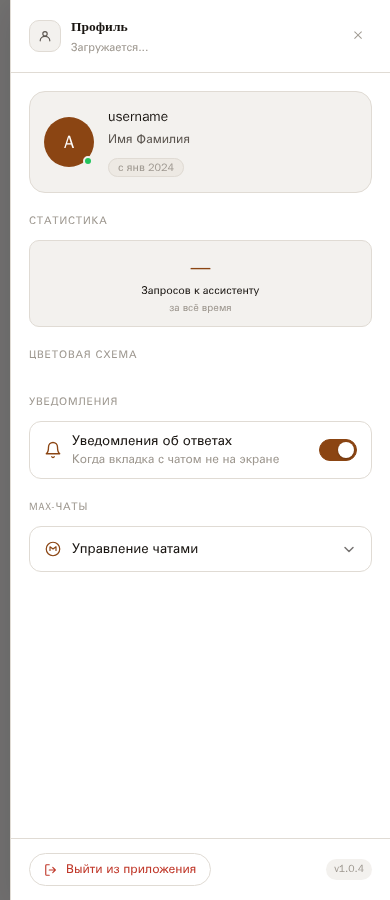 Профиль
Загружается...
А
username
Имя Фамилия
с янв 2024
СТАТИСТИКА
—
Запросов к ассистенту
за всё время
ЦВЕТОВАЯ СХЕМА
УВЕДОМЛЕНИЯ
Уведомления об ответах
Когда вкладка с чатом не на экране
MAX-ЧАТЫ
Управление чатами
Выйти из приложения
v1.0.4